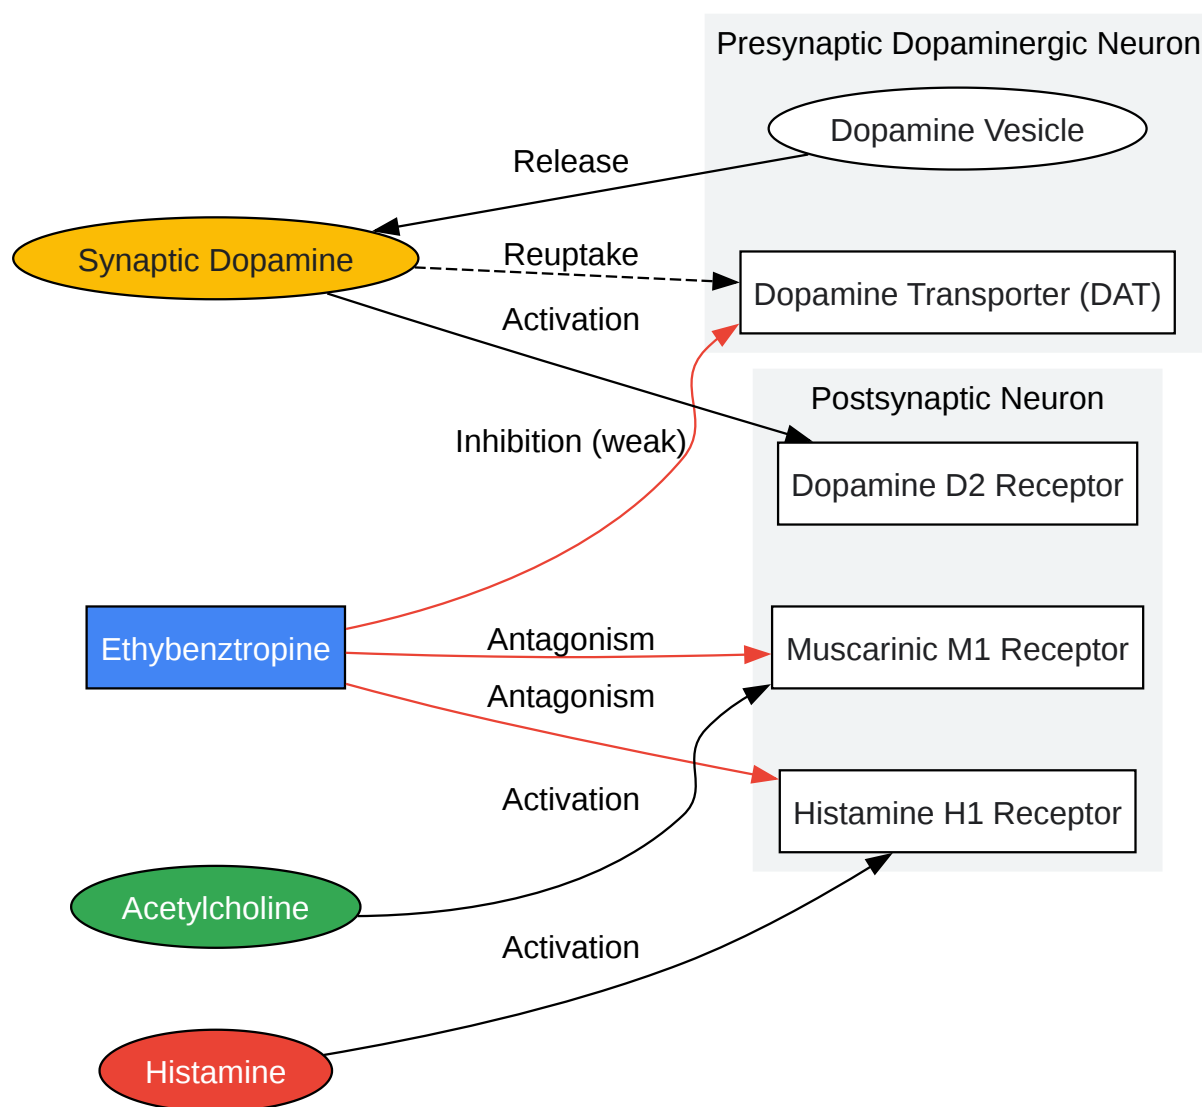 Presynaptic Dopaminergic Neuron
Dopamine Vesicle
Release
Synaptic Dopamine
Reuptake
Dopamine Transporter (DAT)
Activation
Postsynaptic Neuron
Inhibition (weak)
Dopamine D2 Receptor
Ethybenztropine
Antagonism
Muscarinic M1 Receptor
Antagonism
Activation
Histamine H1 Receptor
Acetylcholine
Activation
Histamine